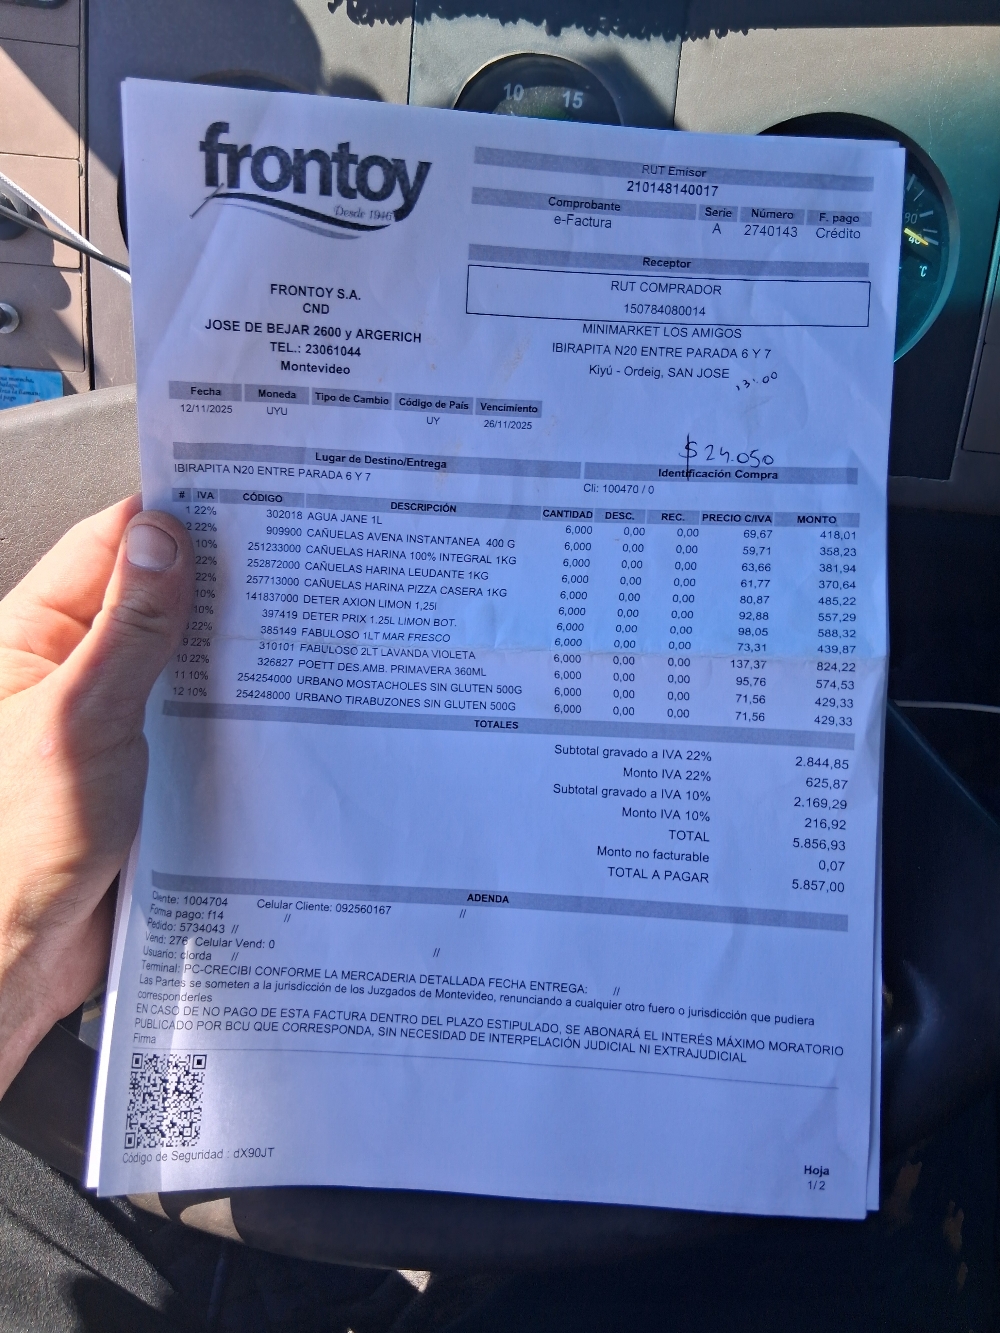 10 15
90
40
°C
frontoy
Desde 1946
RUT Emisor
210148140017
Comprobante Serie Número F. pago
e-Factura A 2740143 Crédito
Receptor
RUT COMPRADOR
150784080014
MINIMARKET LOS AMIGOS
IBIRAPITA N20 ENTRE PARADA 6 Y 7
Kiyú - Ordeig, SAN JOSE
FRONTOY S.A.
CND
JOSE DE BEJAR 2600 y ARGERICH
TEL.: 23061044
Montevideo
13:00
Fecha Moneda Tipo de Cambio Código de País Vencimiento
12/11/2025 UYU UY 26/11/2025
$ 24.050
Lugar de Destino/Entrega Identificación Compra
IBIRAPITA N20 ENTRE PARADA 6 Y 7 Cli: 100470 / 0
# IVA CÓDIGO DESCRIPCIÓN CANTIDAD DESC. REC. PRECIO C/IVA MONTO
1 22% 302018 AGUA JANE 1L 6,000 0,00 0,00 69,67 418,01
2 22% 909900 CAÑUELAS AVENA INSTANTANEA 400 G 6,000 0,00 0,00 59,71 358,23
10% 251233000 CAÑUELAS HARINA 100% INTEGRAL 1KG 6,000 0,00 0,00 63,66 381,94
22% 252872000 CAÑUELAS HARINA LEUDANTE 1KG 6,000 0,00 0,00 61,77 370,64
22% 257713000 CAÑUELAS HARINA PIZZA CASERA 1KG 6,000 0,00 0,00 80,87 485,22
10% 141837000 DETER AXION LIMON 1,25l 6,000 0,00 0,00 92,88 557,29
10% 397419 DETER PRIX 1.25L LIMON BOT. 6,000 0,00 0,00 98,05 588,32
22% 385149 FABULOSO 1LT MAR FRESCO 6,000 0,00 0,00 73,31 439,87
9 22% 310101 FABULOSO 2LT LAVANDA VIOLETA 6,000 0,00 0,00 137,37 824,22
10 22% 326827 POETT DES.AMB. PRIMAVERA 360ML 6,000 0,00 0,00 95,76 574,53
11 10% 254254000 URBANO MOSTACHOLES SIN GLUTEN 500G 6,000 0,00 0,00 71,56 429,33
12 10% 254248000 URBANO TIRABUZONES SIN GLUTEN 500G 6,000 0,00 0,00 71,56 429,33
TOTALES
Subtotal gravado a IVA 22% 2.844,85
Monto IVA 22% 625,87
Subtotal gravado a IVA 10% 2.169,29
Monto IVA 10% 216,92
TOTAL 5.856,93
Monto no facturable 0,07
TOTAL A PAGAR 5.857,00
ADENDA
Cliente: 1004704 Celular Cliente: 092560167 //
Forma pago: f14 //
Pedido: 5734043 //
Vend: 276 Celular Vend: 0 //
Usuario: clorda //
Terminal: PC-CRECIBI CONFORME LA MERCADERIA DETALLADA FECHA ENTREGA: //
Las Partes se someten a la jurisdicción de los Juzgados de Montevideo, renunciando a cualquier otro fuero o jurisdicción que pudiera
corresponderles
EN CASO DE NO PAGO DE ESTA FACTURA DENTRO DEL PLAZO ESTIPULADO, SE ABONARÁ EL INTERÉS MÁXIMO MORATORIO
PUBLICADO POR BCU QUE CORRESPONDA, SIN NECESIDAD DE INTERPELACIÓN JUDICIAL NI EXTRAJUDICIAL
Firma
Código de Seguridad : dX90JT
Hoja
1/2